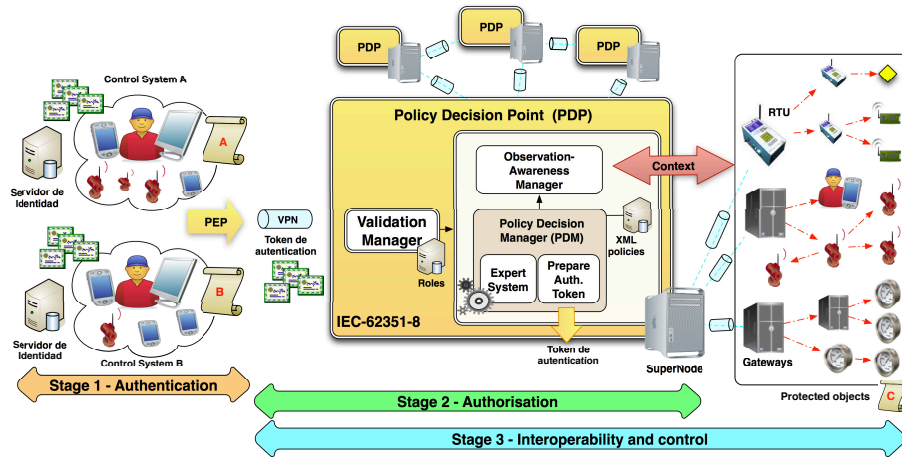 PDP
PDP
PDP
Control System A
A
Servidor de
Identidad
PEP
VPN
Token de
autenticación
Control System B
B
Servidor de
Identidad
Policy Decision Point (PDP)
Observation-
Awareness
Manager
Validation
Manager
Roles
Policy Decision
Manager (PDM)
XML
policies
Expert
System
Prepare
Auth.
Token
IEC-62351-8
Token de
autenticación
Context
SuperNode
RTU
Gateways
Protected objects
C
Stage 1 - Authentication
Stage 2 - Authorisation
Stage 3 - Interoperability and control